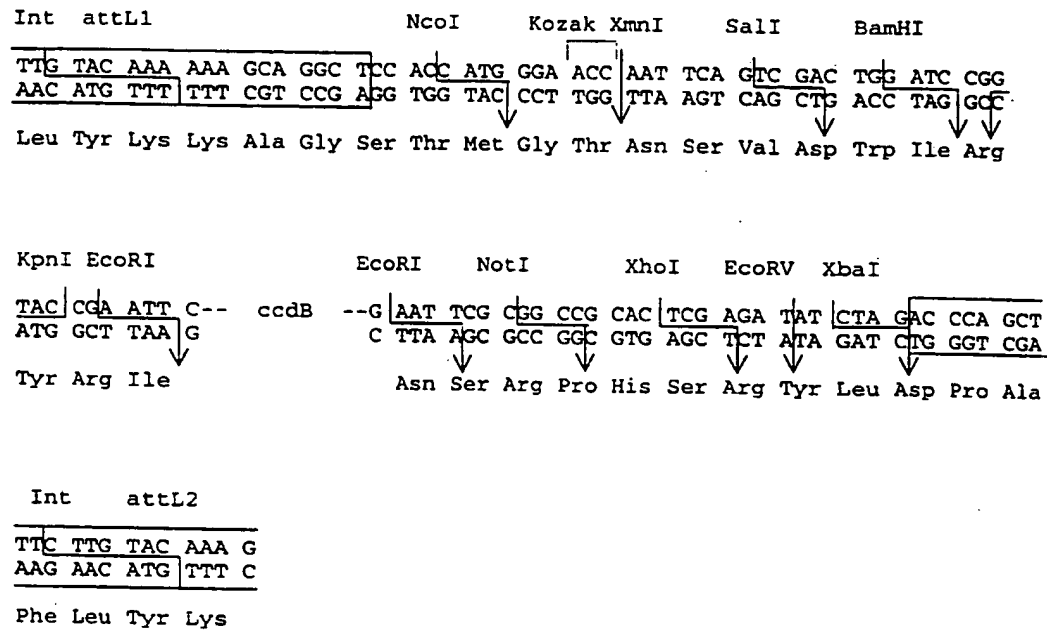 Int attL1 NcoI Kozak XmnI SalI BamHI
TTG TAC AAA AAA GCA GGC TCC ACC ATG GGA ACC AAT TCA GTC GAC TGG ATC CGG
AAC ATG TTT TTT CGT CCG AGG TGG TAC CCT TGG TTA AGT CAG CTG ACC TAG GCC
Leu Tyr Lys Lys Ala Gly Ser Thr Met Gly Thr Asn Ser Val Asp Trp Ile Arg
KpnI EcoRI EcoRI NotI XhoI EcoRV XbaI
TAC CGA ATT C-- ccdB --G AAT TCG CGG CCG CAC TCG AGA TAT CTAG ACC CAG CT
ATG GCT TAA G C TTA AGC GCC GGC GTG AGC TCT ATA GAT CTGG GT CGA
Tyr Arg Ile Asn Ser Arg Pro His Ser Arg Tyr Leu Asp Pro Ala
Int attL2
TTC TTG TAC AAA G
AAG AAC ATG TTT C
Phe Leu Tyr Lys